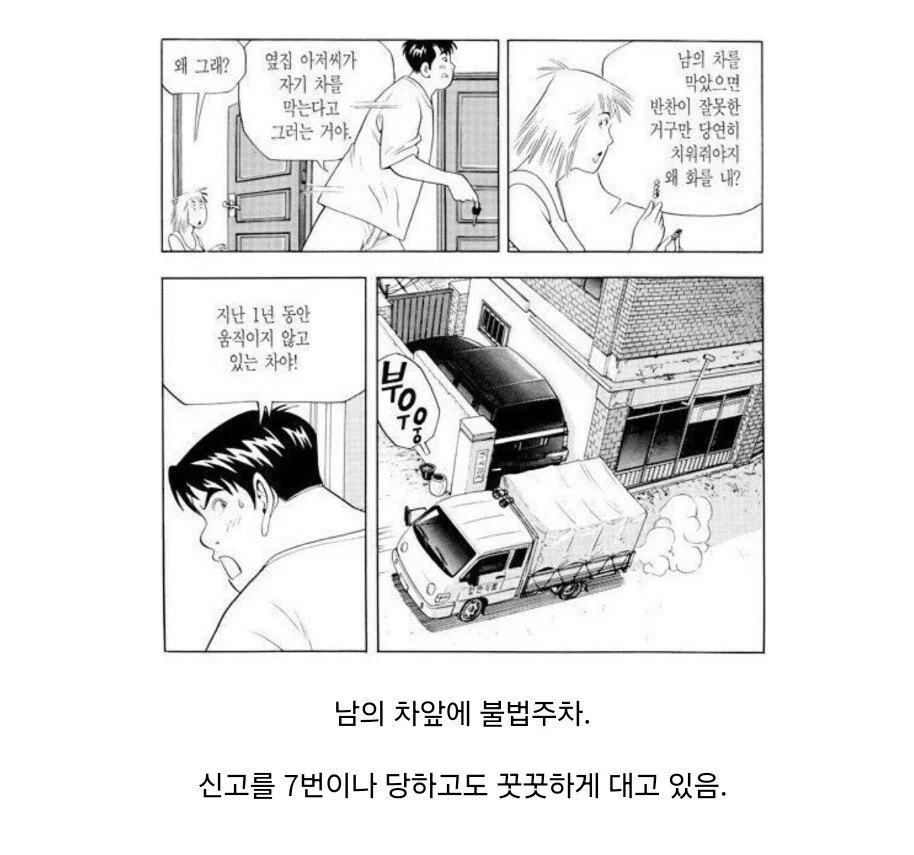 왜 그래?
옆집 아저씨가
자기 차를
막는다고
그러는 거야.
남의 차를
막았으면
반찬이 잘못한
거구만 당연히
치워줘야지
왜 화를 내?
지난 1년 동안
움직이지 않고
있는 차야!
부우웅
남의 차앞에 불법주차.
신고를 7번이나 당하고도 꿋꿋하게 대고 있음.